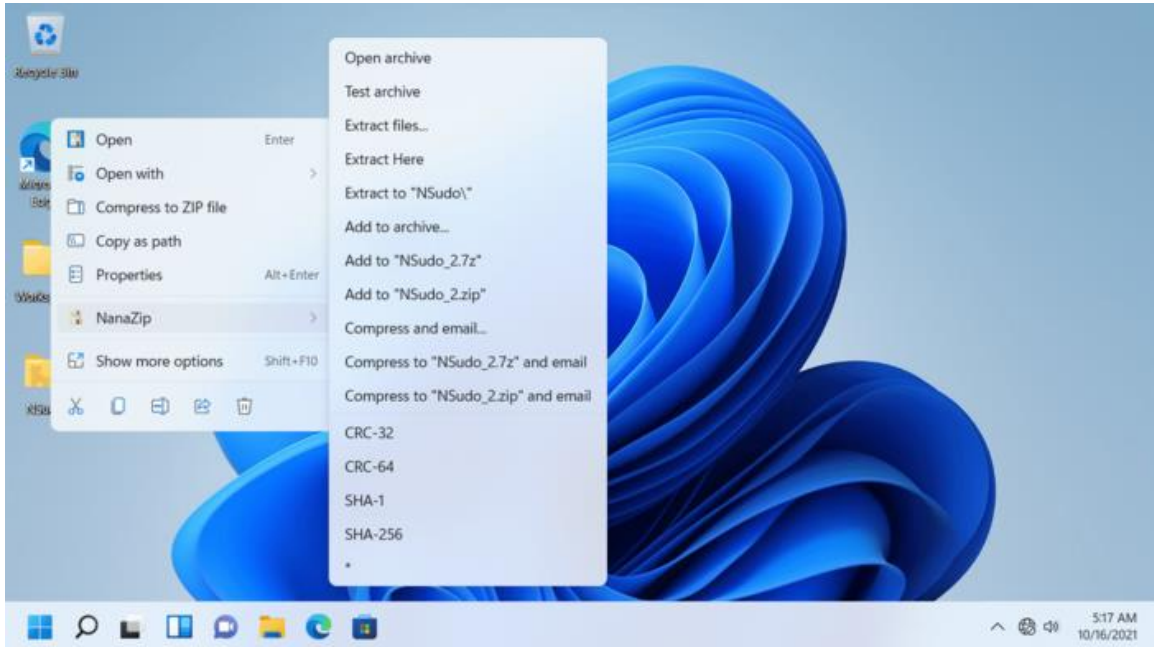 Recycle Bin
Open Enter
Open with
Compress to ZIP file
Copy as path
Properties Alt+Enter
NanaZip
Show more options Shift+F10
Open archive
Test archive
Extract files...
Extract Here
Extract to "NSudo\"
Add to archive...
Add to "NSudo_2.7z"
Add to "NSudo_2.zip"
Compress and email...
Compress to "NSudo_2.7z" and email
Compress to "NSudo_2.zip" and email
CRC-32
CRC-64
SHA-1
SHA-256
*
5:17 AM
10/16/2021